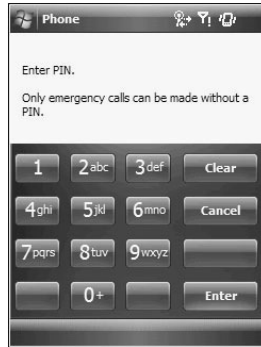 Phone
Enter PIN.
Only emergency calls can be made without a
PIN.
1 2abc 3def Clear
4ghi 5jkl 6mno Cancel
7pqrs 8tuv 9wxyz
0+ Enter